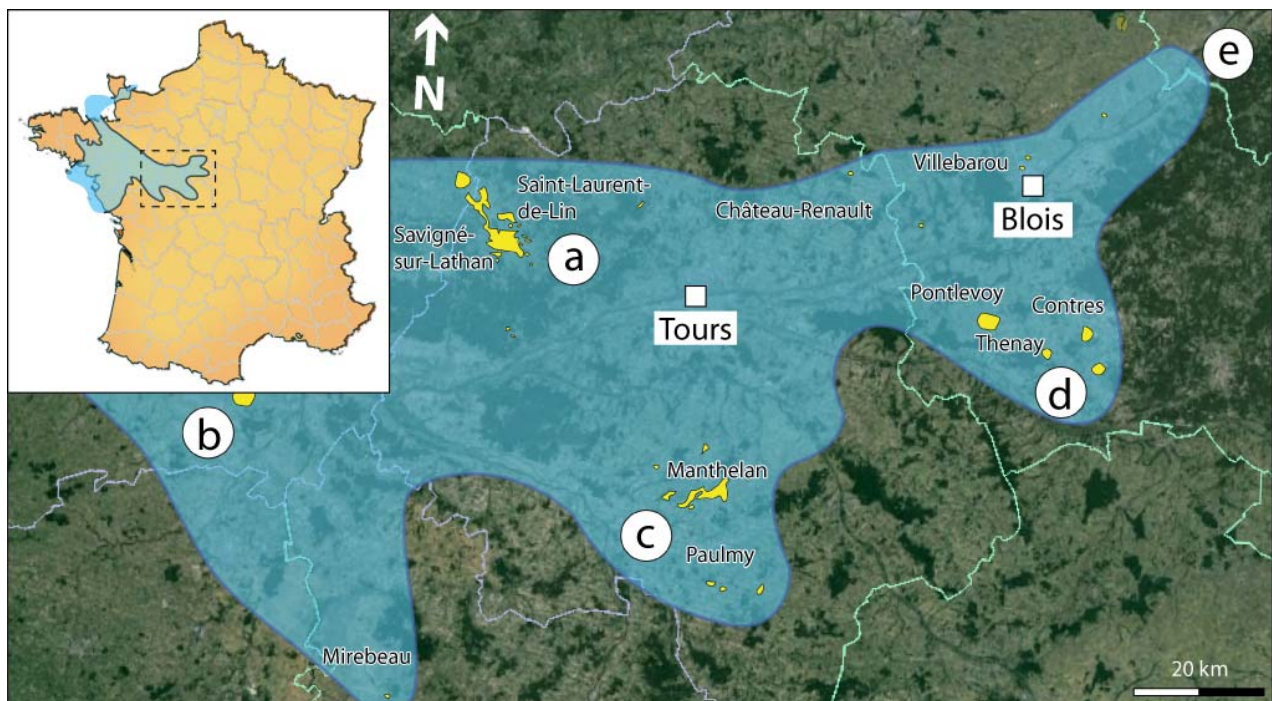 N
e
Villebarou
Saint-Laurent-
de-Lin
Château-Renault
Blois
Savigné-
sur-Lathan
a
Pontlevoy
Contres
Tours
Thenay
d
b
Manthelan
c
Paulmy
Mirebeau
20 km